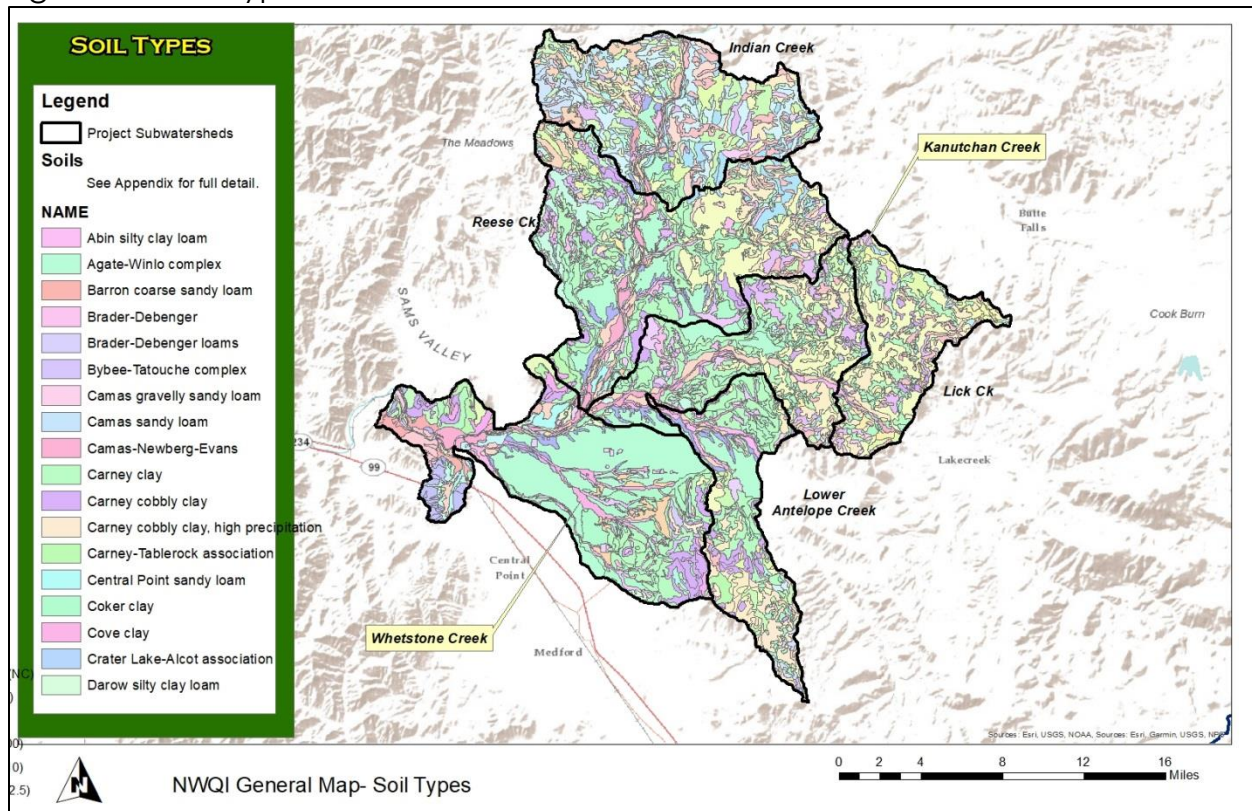 SOIL TYPES
Legend
Project Subwatersheds
Soils
See Appendix for full detail.
NAME
Abin silty clay loam
Agate-Winlo complex
Barron coarse sandy loam
Brader-Debenger
Brader-Debenger loams
Bybee-Tatouche complex
Camas gravelly sandy loam
Camas sandy loam
Camas-Newberg-Evans
Carney clay
Carney cobbly clay
Carney cobbly clay, high precipitation
Carney-Tablerock association
Central Point sandy loam
Coker clay
Cove clay
Crater Lake-Alcot association
Darow silty clay loam
Indian Creek
The Meadows
Kanutchan Creek
Reese Ck
Butte
Falls
SAMS VALLEY
Cook Burn
Lick Ck
234
99
Lakecreek
Lower
Antelope Creek
Central
Point
Whetstone Creek
Medford
Sources: Esri, USGS, NOAA, Sources: Esri, Garmin, USGS, NPS
N
NWQI General Map- Soil Types
0 2 4 8 12 16
Miles